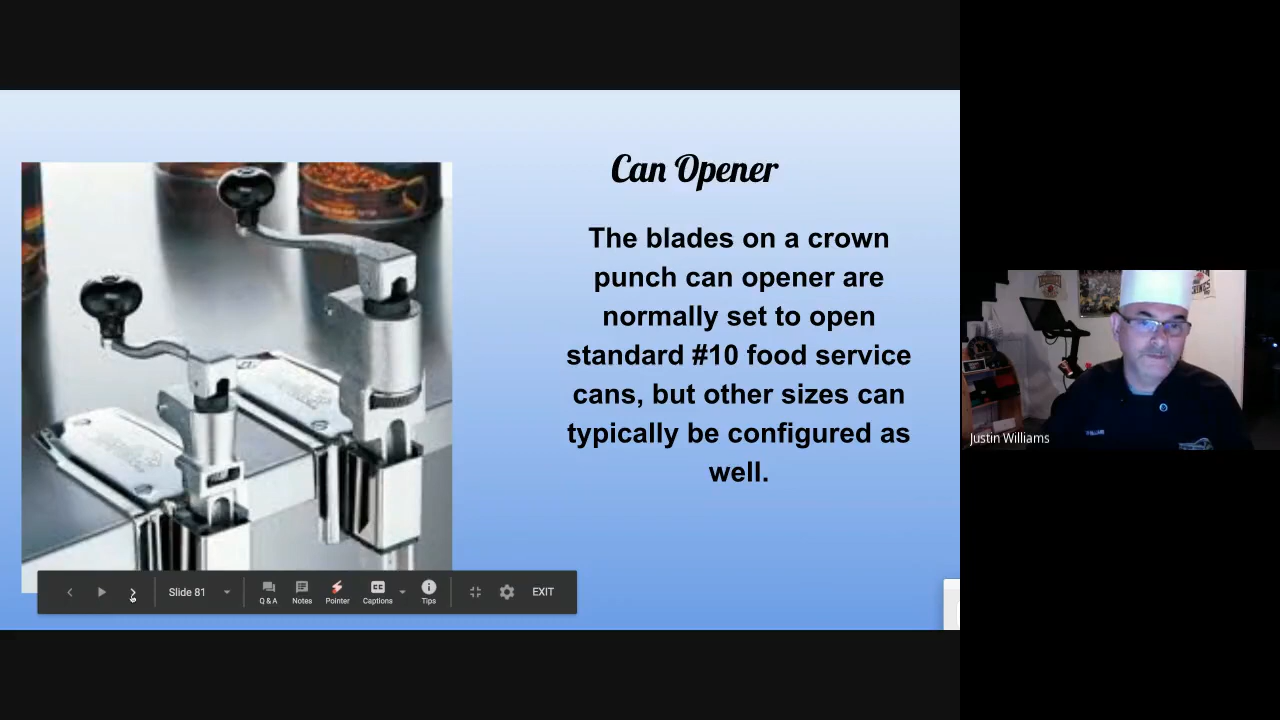 Can Opener
The blades on a crown
punch can opener are
normally set to open
standard #10 food service
cans, but other sizes can
typically be configured as
well.
Justin Williams
Slide 81
Q & A
Notes
Pointer
Captions
Tips
EXIT